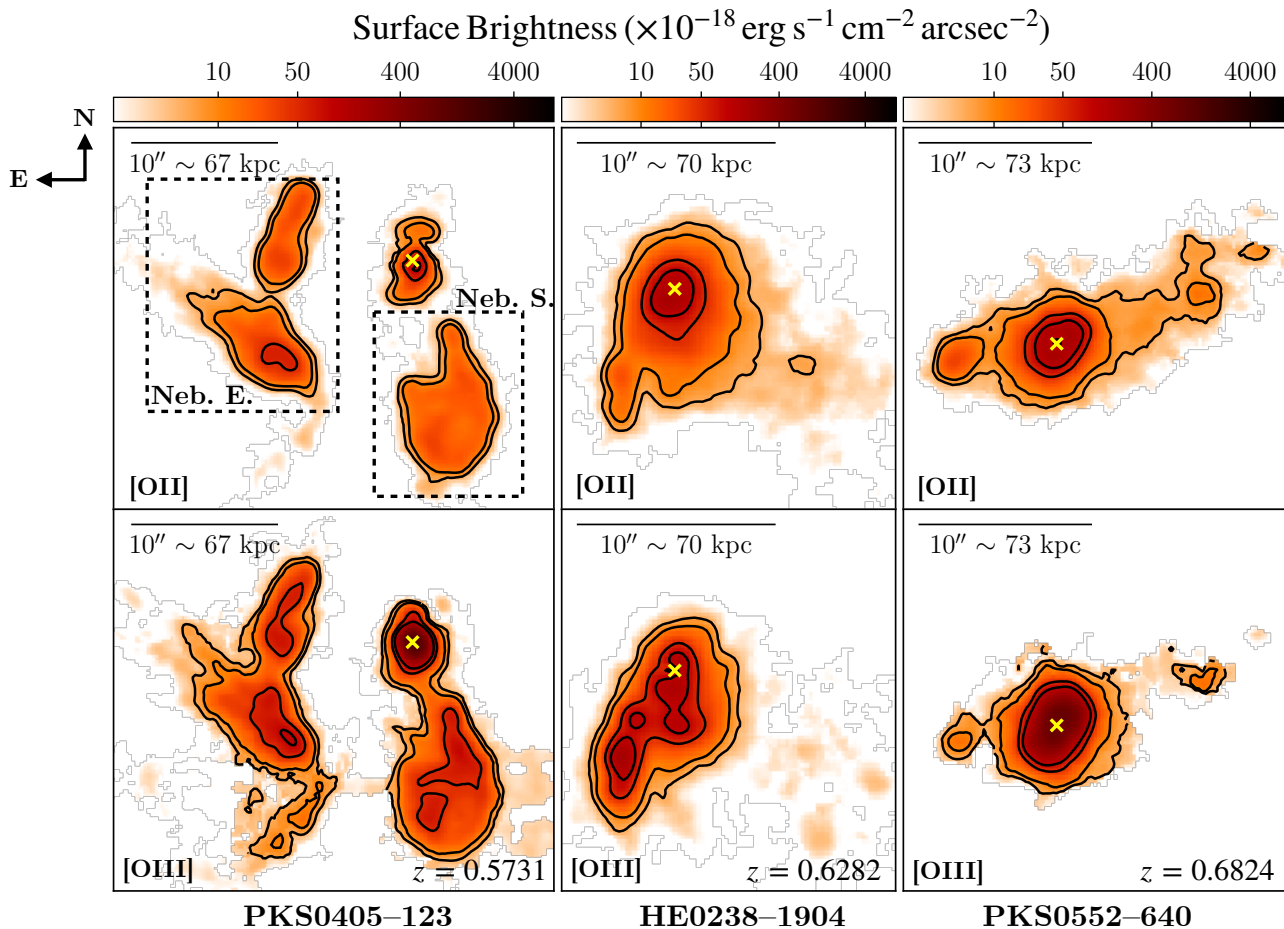 Surface Brightness (×10⁻¹⁸ erg s⁻¹ cm⁻² arcsec⁻²)
10 50 400 4000 10 50 400 4000 10 50 400 4000
N
E
10″ ∼ 67 kpc 10″ ∼ 70 kpc 10″ ∼ 73 kpc
Neb. S.
Neb. E.
[OII] [OII] [OII]
10″ ∼ 67 kpc 10″ ∼ 70 kpc 10″ ∼ 73 kpc
[OIII] z = 0.5731 [OIII] z = 0.6282 [OIII] z = 0.6824
PKS0405–123 HE0238–1904 PKS0552–640